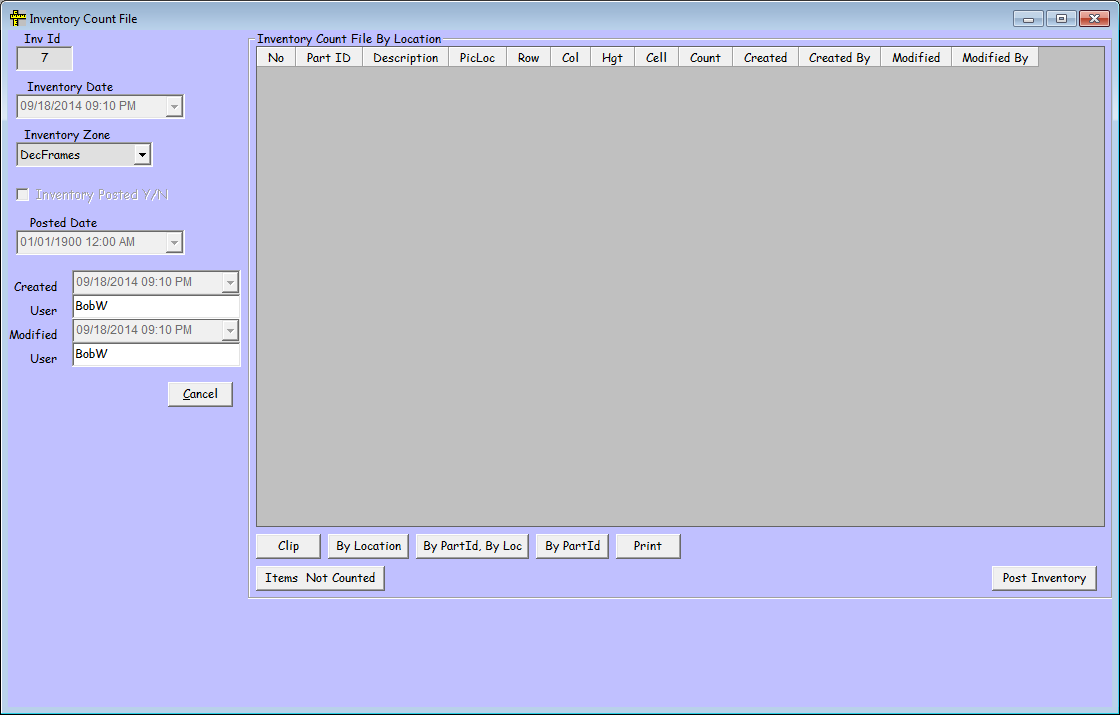 Inventory Count File
Inv Id
7
Inventory Date
09/18/2014 09:10 PM
Inventory Zone
DecFrames
Inventory Posted Y/N
Posted Date
01/01/1900 12:00 AM
Created
09/18/2014 09:10 PM
User
BobW
Modified
09/18/2014 09:10 PM
User
BobW
Cancel
Inventory Count File By Location
No Part ID Description PicLoc Row Col Hgt Cell Count Created Created By Modified Modified By
Clip By Location By PartId, By Loc By PartId Print
Items Not Counted Post Inventory